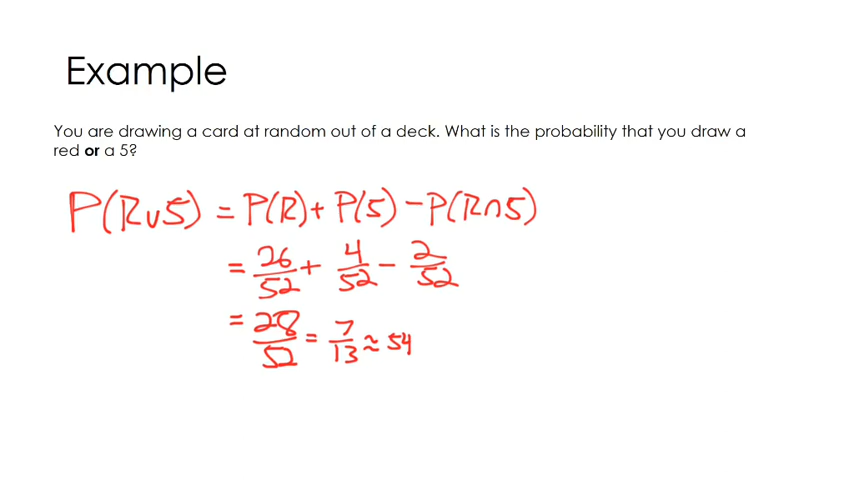 Example
You are drawing a card at random out of a deck. What is the probability that you draw a
red or a 5?
P(R∪5) = P(R) + P(5) − P(R∩5)
= 26/52 + 4/52 − 2/52
= 28/52 = 7/13 ≈ 54